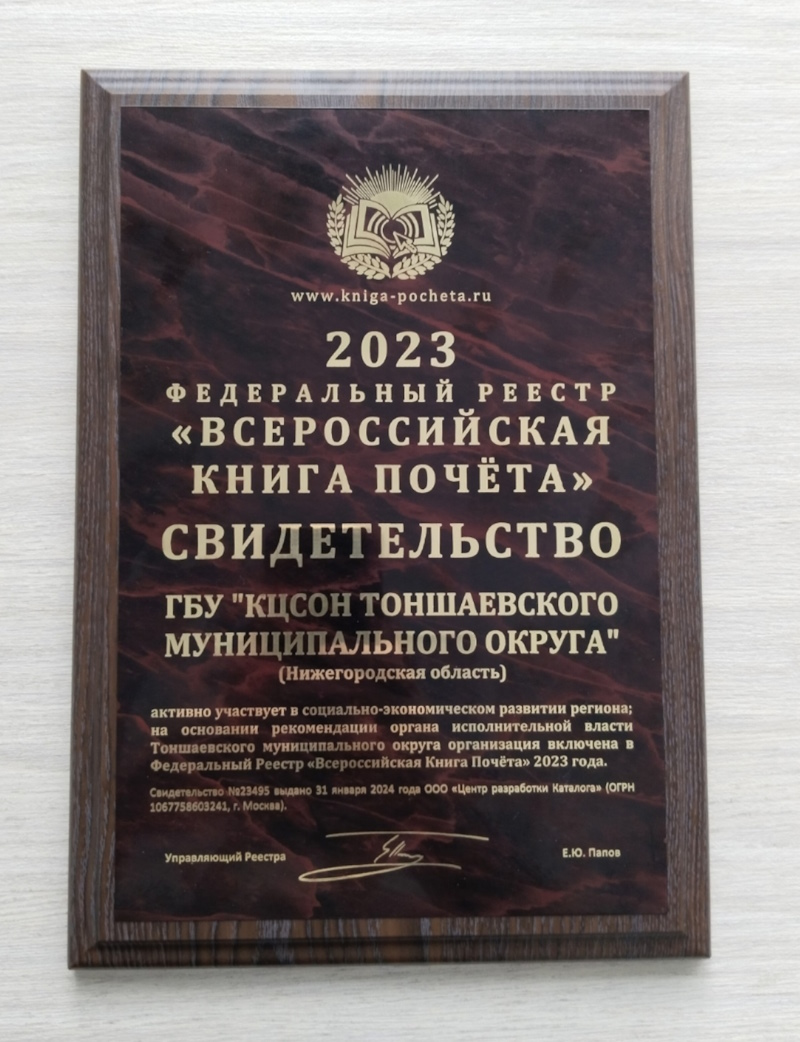 www.kniga-pocheta.ru
2023
ФЕДЕРАЛЬНЫЙ РЕЕСТР
«ВСЕРОССИЙСКАЯ
КНИГА ПОЧЁТА»
СВИДЕТЕЛЬСТВО
ГБУ "КЦСОН ТОНШАЕВСКОГО
МУНИЦИПАЛЬНОГО ОКРУГА"
(Нижегородская область)
активно участвует в социально-экономическом развитии региона;
на основании рекомендации органа исполнительной власти
Тоншаевского муниципального округа организация включена в
Федеральный Реестр «Всероссийская Книга Почёта» 2023 года.
Свидетельство №23495 выдано 31 января 2024 года ООО «Центр разработки Каталога» (ОГРН
1067758603241, г. Москва).
Управляющий Реестра
Е.Ю. Папов